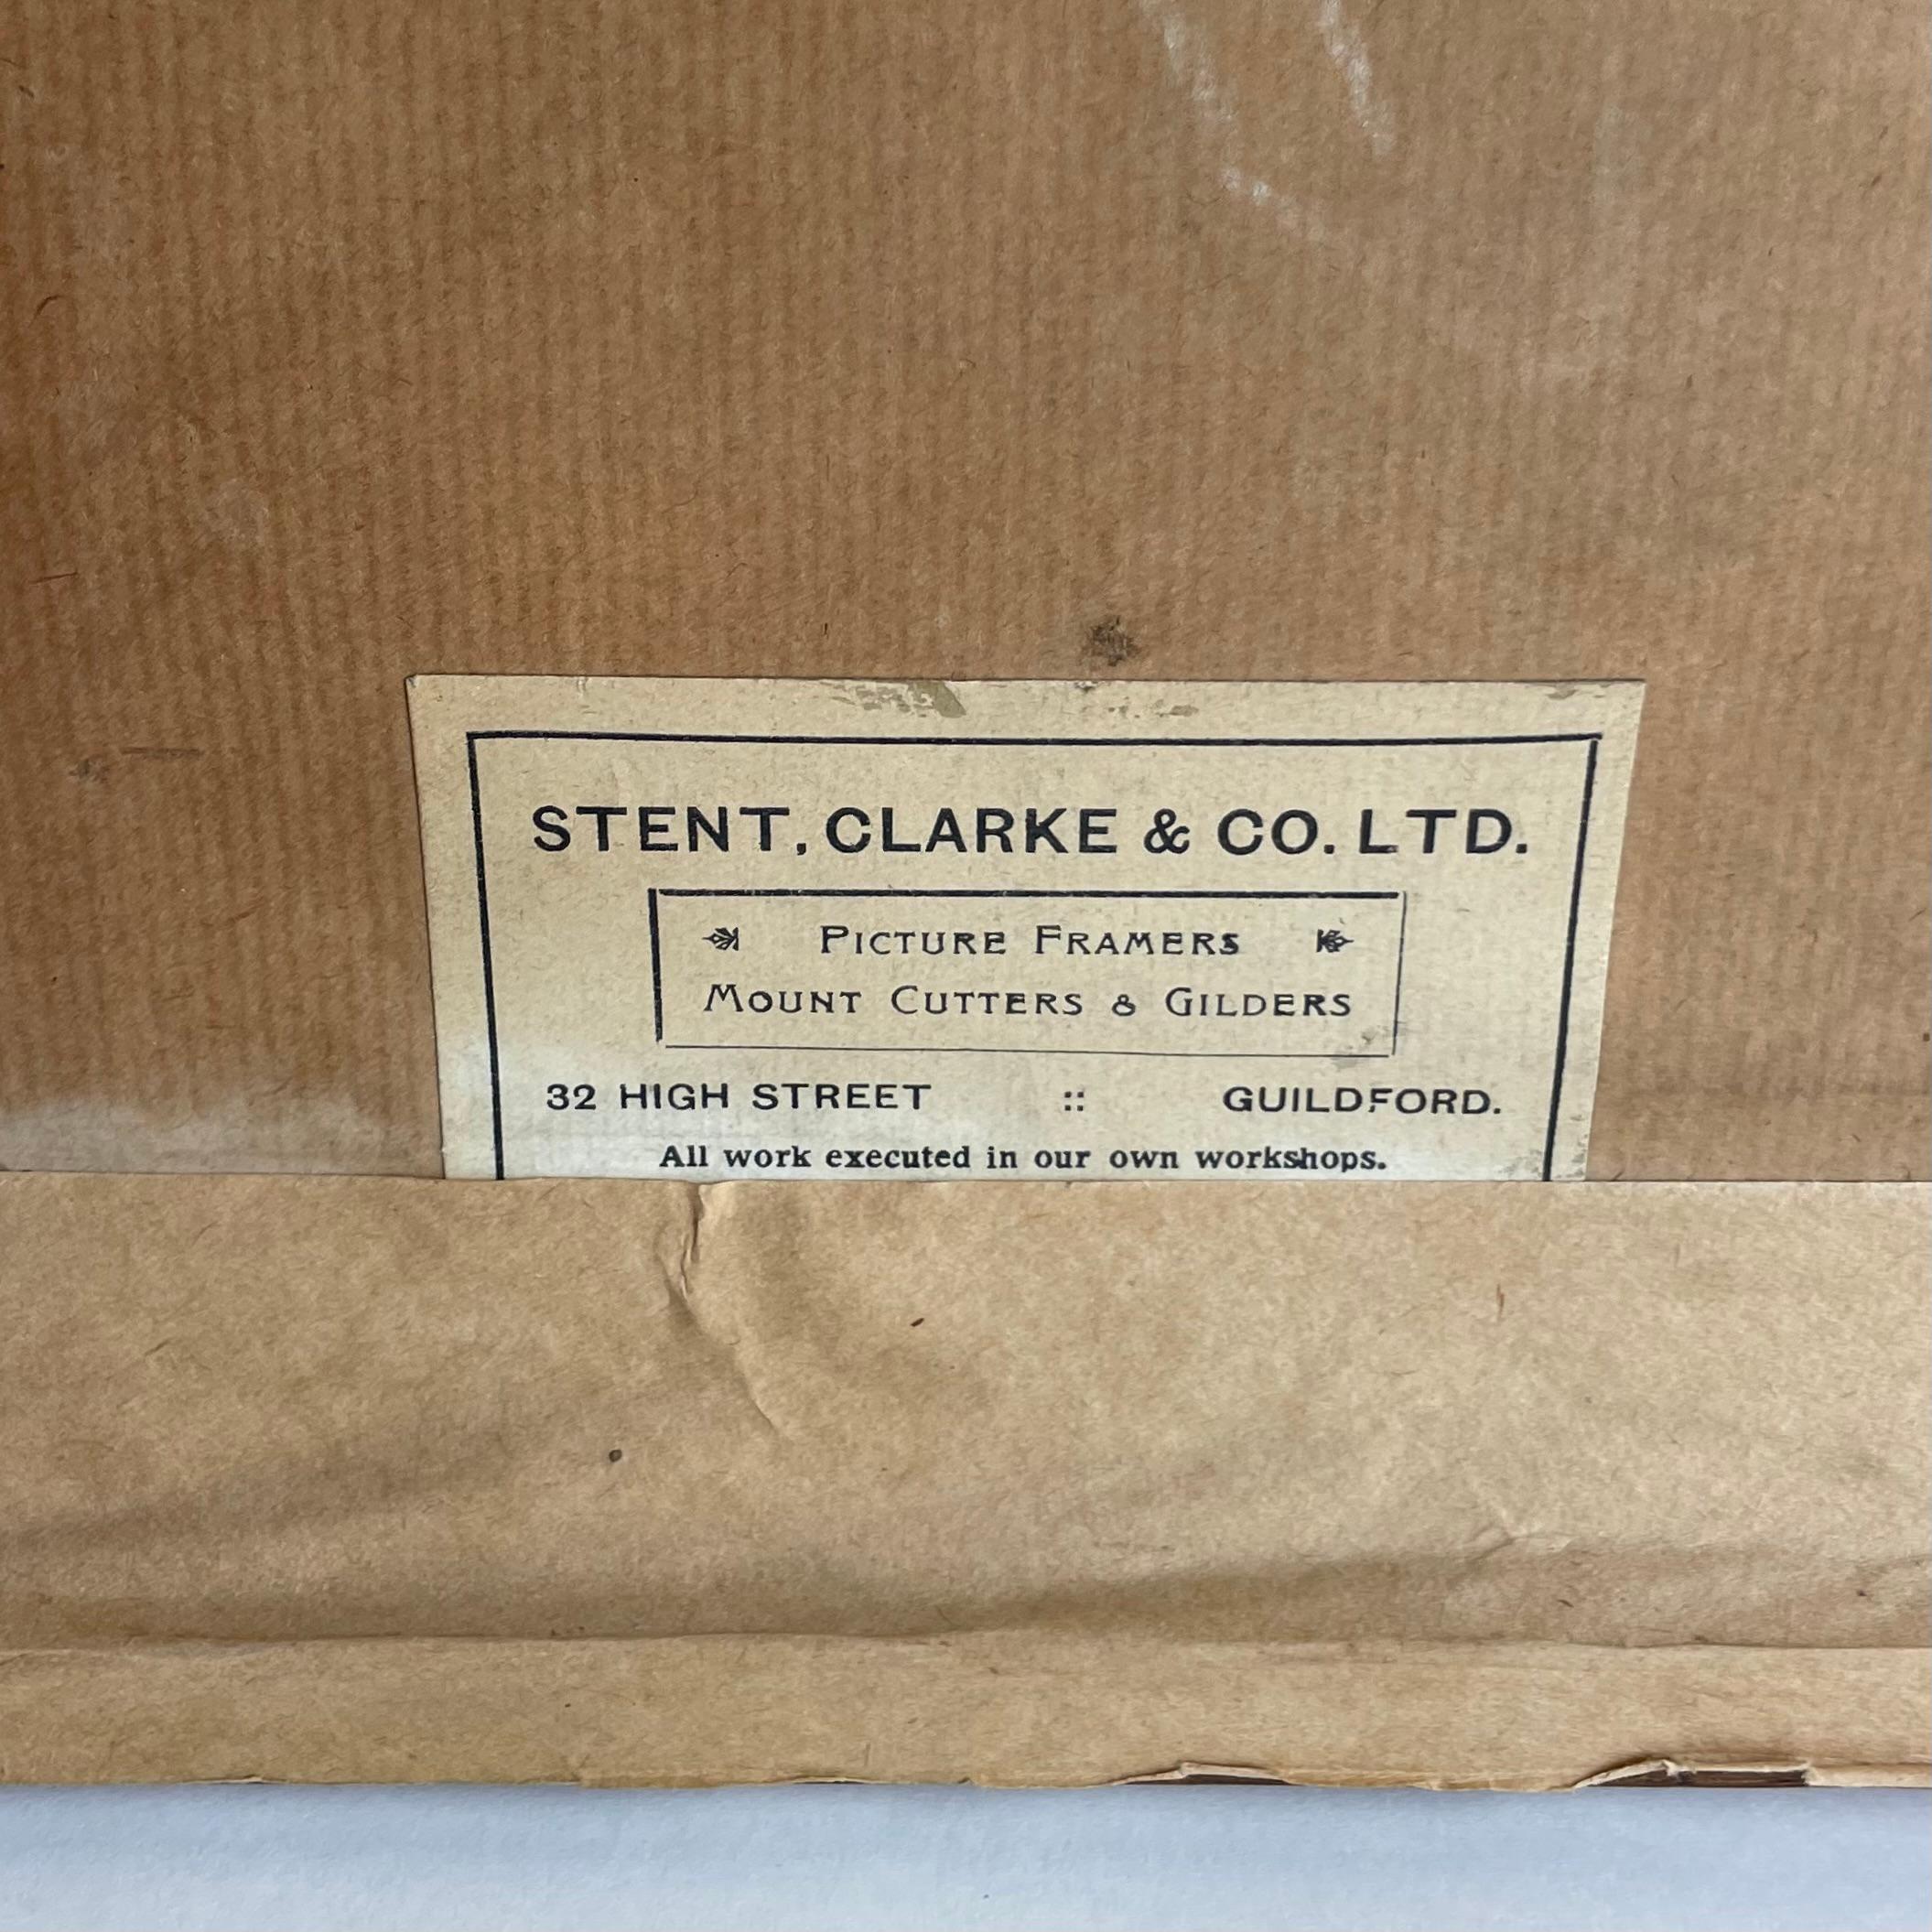 STENT, CLARKE & CO. LTD.
PICTURE FRAMERS
MOUNT CUTTERS & GILDERS
32 HIGH STREET :: GUILDFORD.
All work executed in our own workshops.